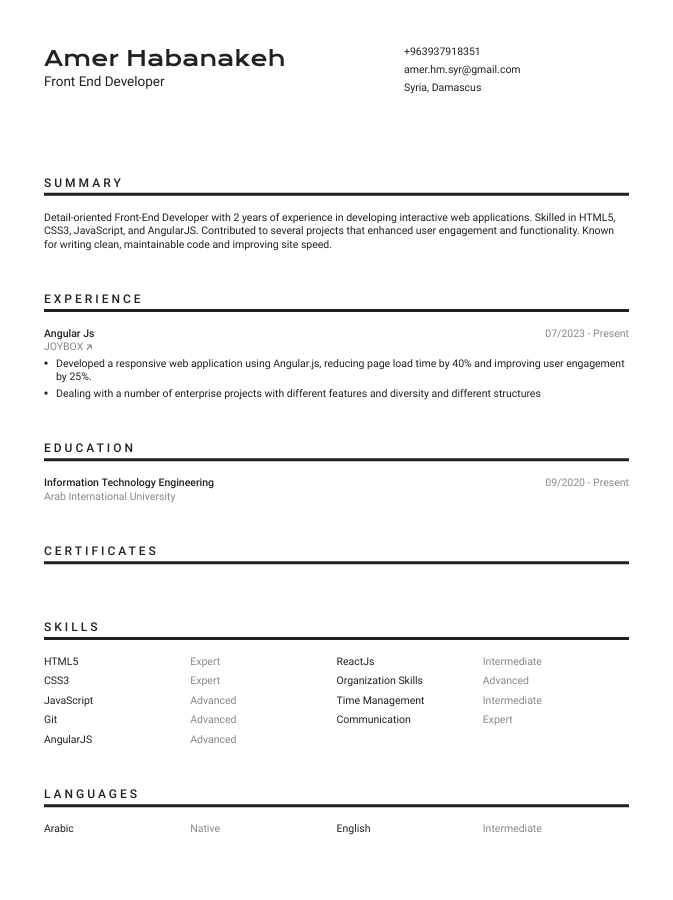 Amer Habanakeh
Front End Developer
+963937918351
amer.hm.syr@gmail.com
Syria, Damascus
SUMMARY
Detail-oriented Front-End Developer with 2 years of experience in developing interactive web applications. Skilled in HTML5,
CSS3, JavaScript, and AngularJS. Contributed to several projects that enhanced user engagement and functionality. Known
for writing clean, maintainable code and improving site speed.
EXPERIENCE
Angular Js 07/2023 - Present
JOYBOX
• Developed a responsive web application using Angular.js, reducing page load time by 40% and improving user engagement
by 25%.
• Dealing with a number of enterprise projects with different features and diversity and different structures
EDUCATION
Information Technology Engineering 09/2020 - Present
Arab International University
CERTIFICATES
SKILLS
HTML5 Expert ReactJs Intermediate
CSS3 Expert Organization Skills Advanced
JavaScript Advanced Time Management Intermediate
Git Advanced Communication Expert
AngularJS Advanced
LANGUAGES
Arabic Native English Intermediate